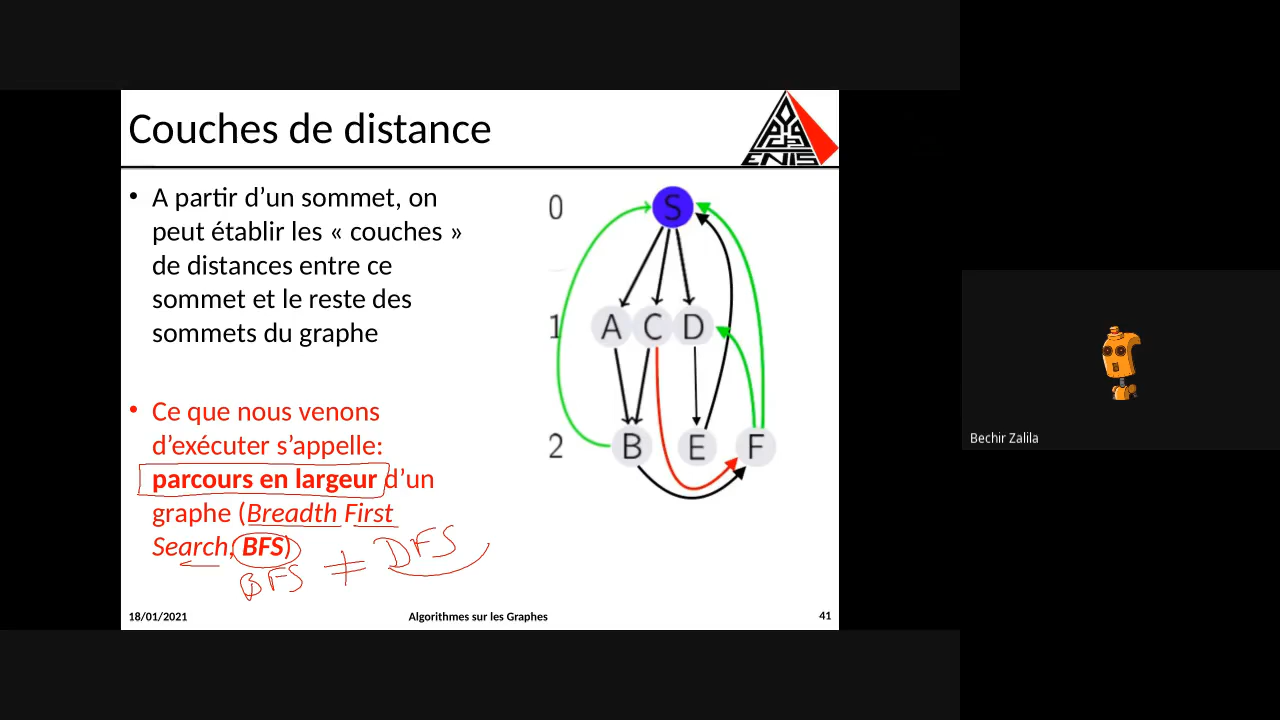 Couches de distance
ENIS
• A partir d’un sommet, on
peut établir les « couches »
de distances entre ce
sommet et le reste des
sommets du graphe
• Ce que nous venons
d’exécuter s’appelle:
parcours en largeur d’un
graphe (Breadth First
Search, BFS)
BFS ≠ DFS
0
S
1
A C D
2
B E F
18/01/2021
Algorithmes sur les Graphes
41
Bechir Zalila